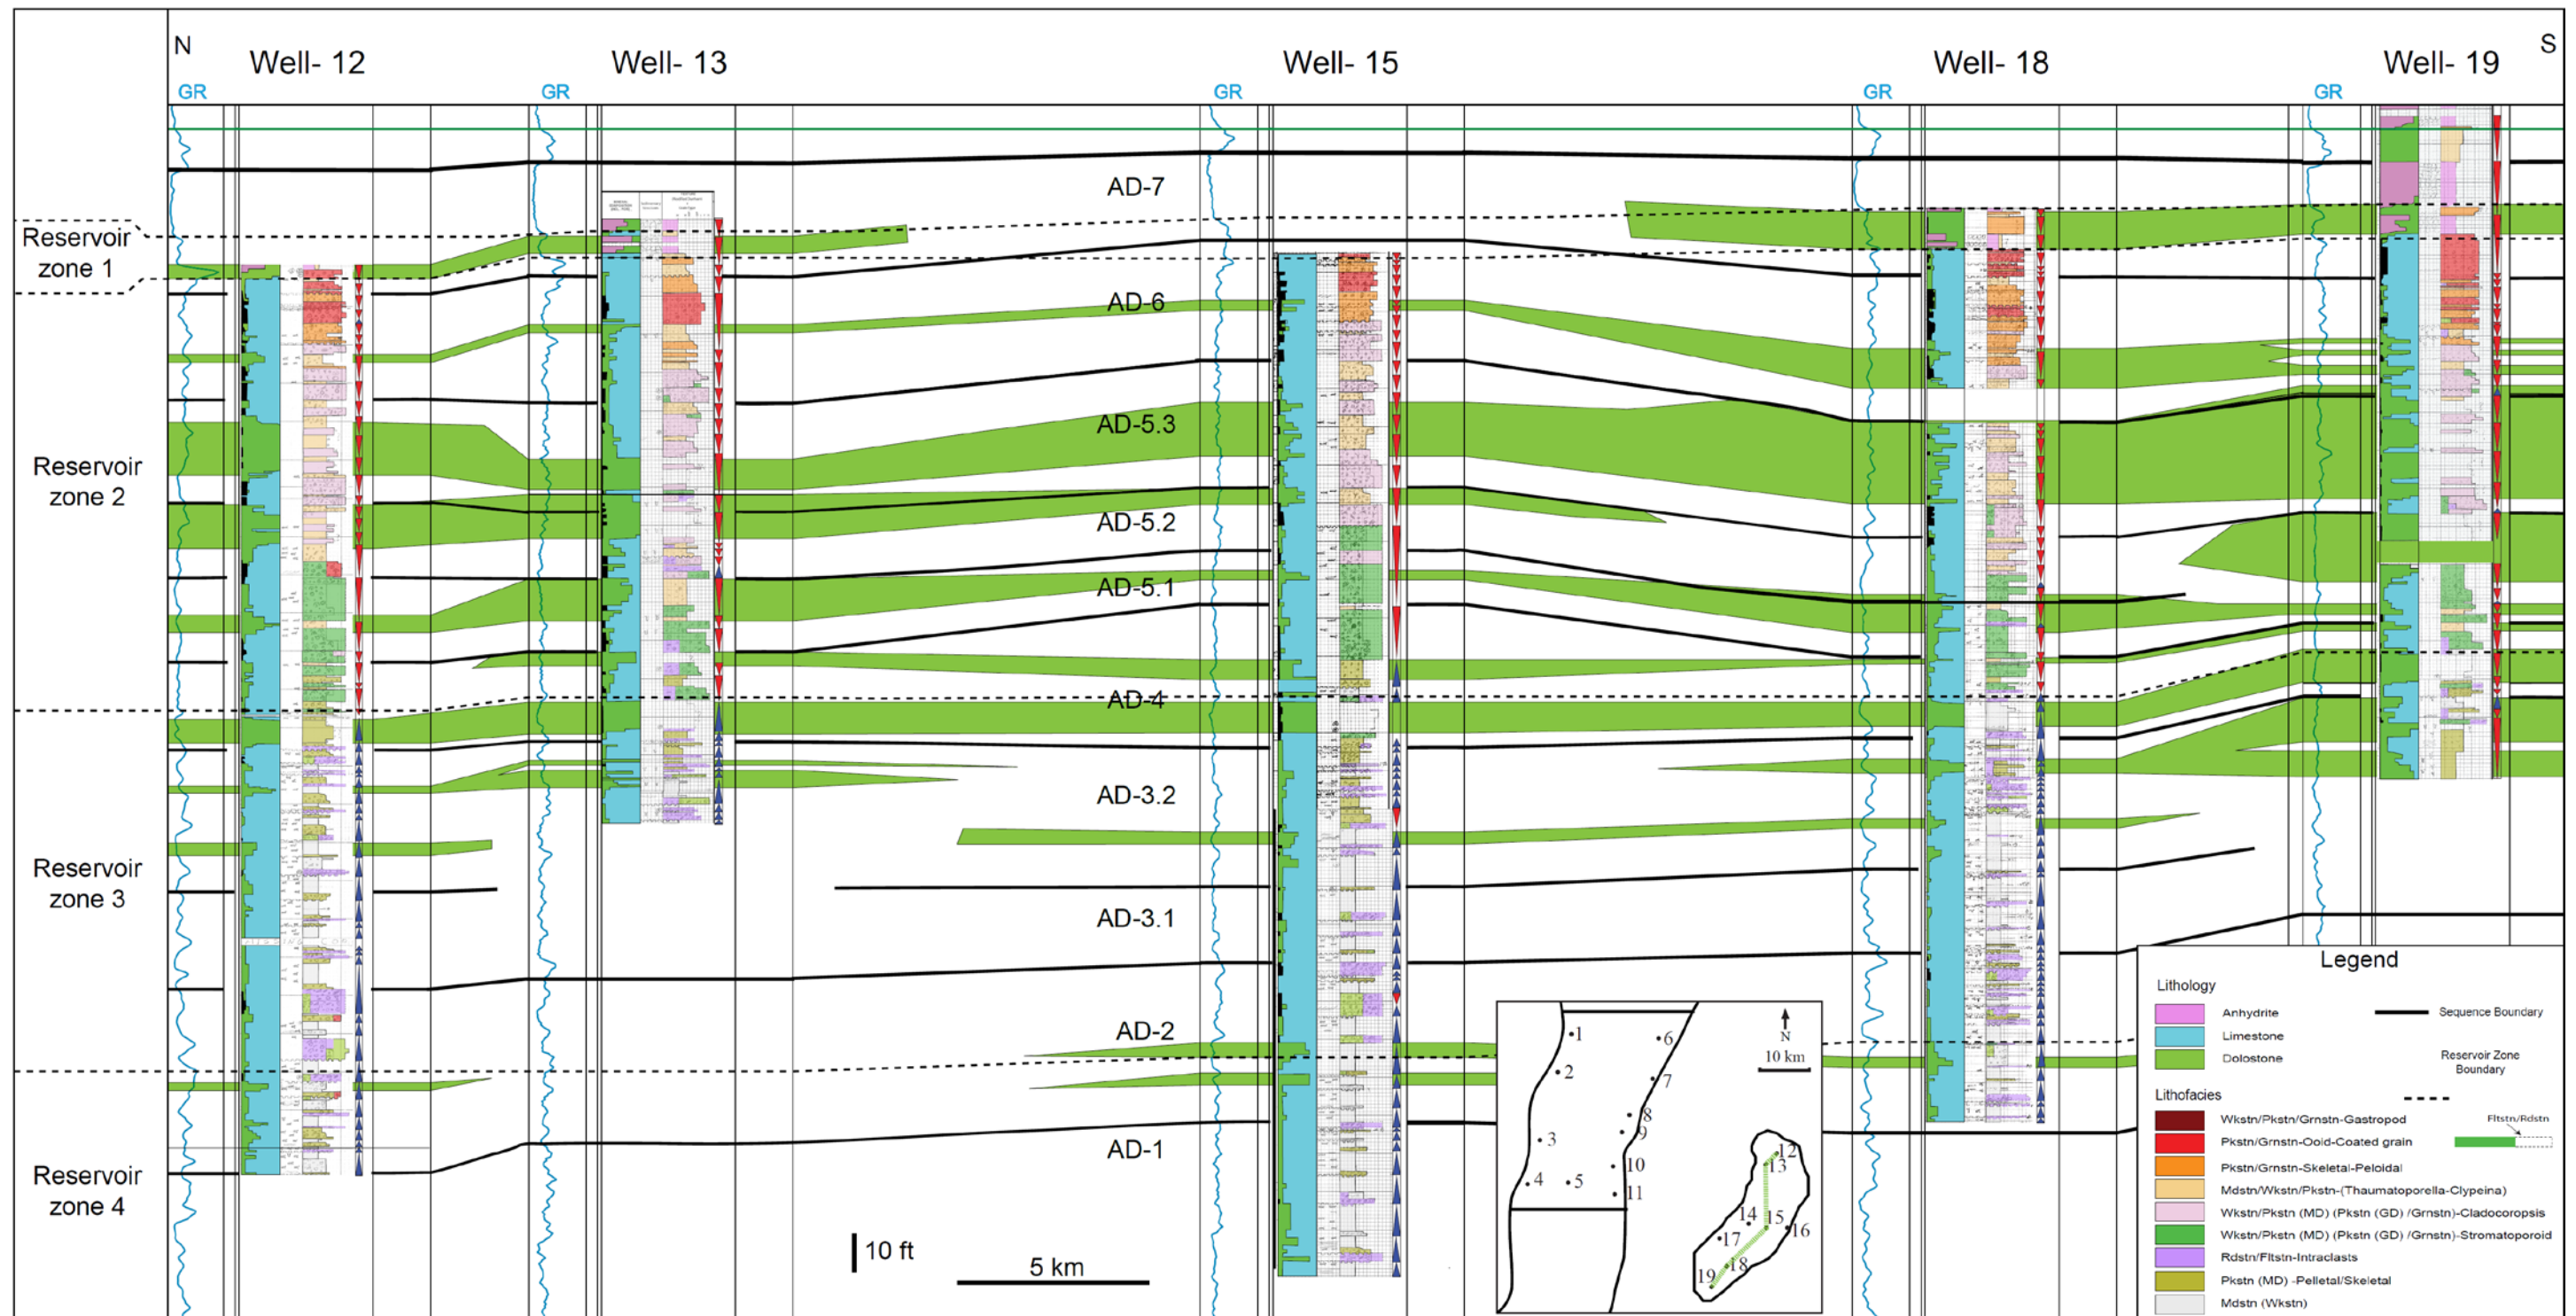 N
S
Well- 12
Well- 13
Well- 15
Well- 18
Well- 19
GR
GR
GR
GR
GR
Reservoir
zone 1
Reservoir
zone 2
Reservoir
zone 3
Reservoir
zone 4
AD-7
AD-6
AD-5.3
AD-5.2
AD-5.1
AD-4
AD-3.2
AD-3.1
AD-2
AD-1
10 ft
5 km
N
10 km
1
2
3
4
5
6
7
8
9
10
11
12
13
14
15
16
17
18
19
Legend
Lithology
Anhydrite
Limestone
Dolostone
Sequence Boundary
Reservoir Zone
Boundary
Lithofacies
Wkstn/Pkstn/Grnstn-Gastropod
Pkstn/Grnstn-Ooid-Coated grain
Pkstn/Grnstn-Skeletal-Peloidal
Mdstn/Wkstn/Pkstn-(Thaumatoporella-Clypeina)
Wkstn/Pkstn (MD) (Pkstn (GD) /Grnstn)-Cladocoropsis
Wkstn/Pkstn (MD) (Pkstn (GD) /Grnstn)-Stromatoporoid
Rdstn/Fltstn-Intraclasts
Pkstn (MD) -Pelletal/Skeletal
Mdstn (Wkstn)
Fltstn/Rdstn